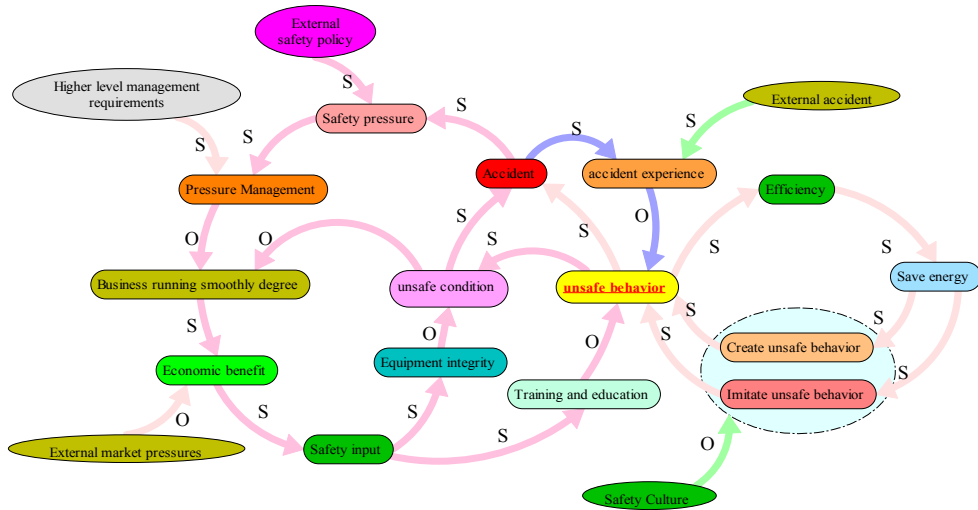 External
safety policy
Higher level management
requirements
S
S
Safety pressure
S
External accident
S
S
S
S
Pressure Management
Accident
accident experience
Efficiency
O
O
O
S
S
S
S
S
Business running smoothly degree
unsafe condition
unsafe behavior
Save energy
S
O
S
S
S
Create unsafe behavior
Economic benefit
Equipment integrity
S
O
Training and education
Imitate unsafe behavior
O
S
S
S
O
External market pressures
Safety input
Safety Culture